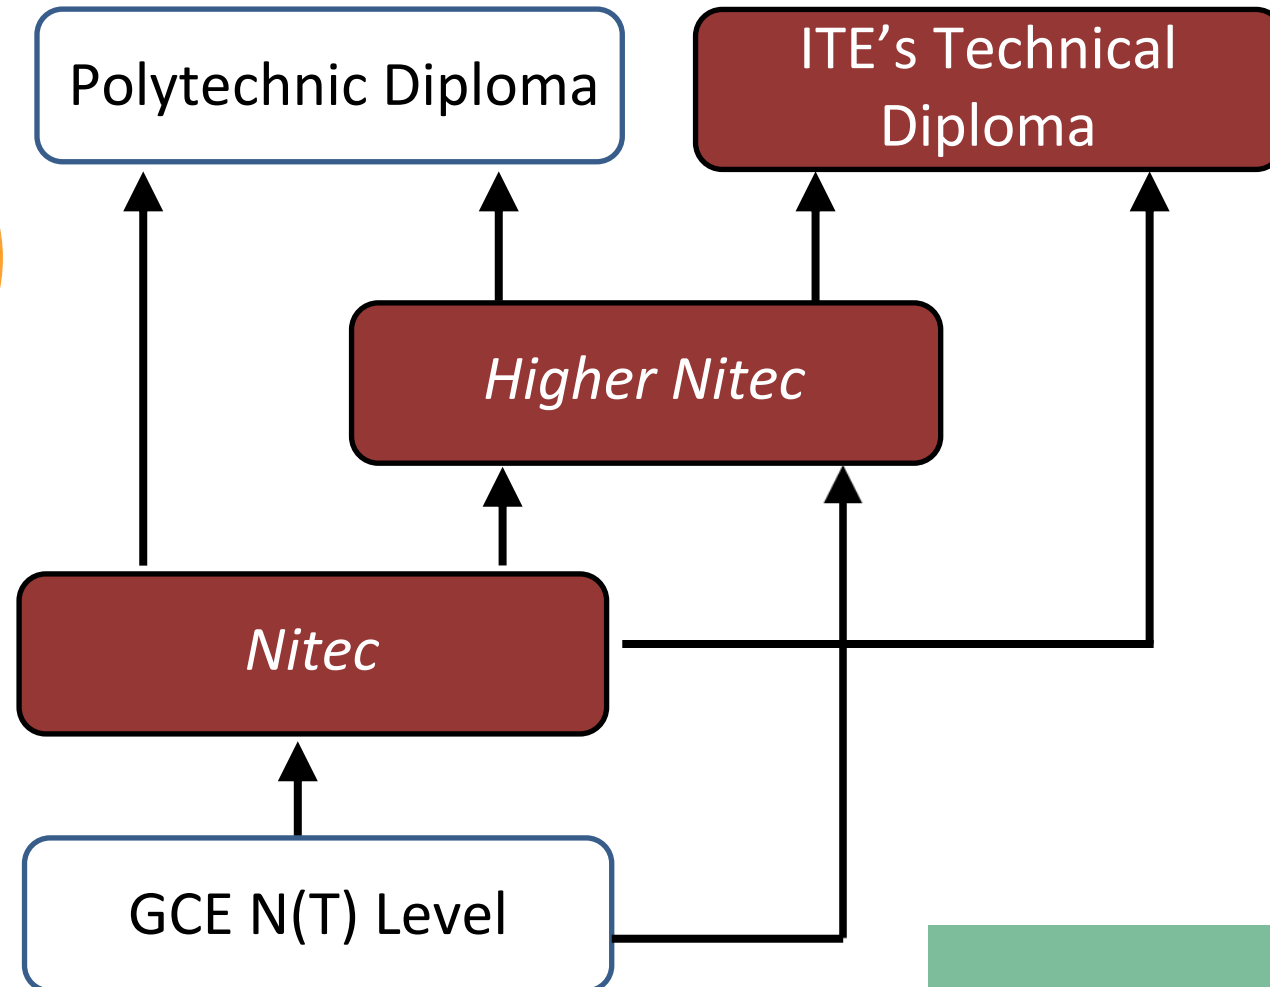 Polytechnic Diploma
ITE’s Technical
Diploma
Higher Nitec
Nitec
GCE N(T) Level